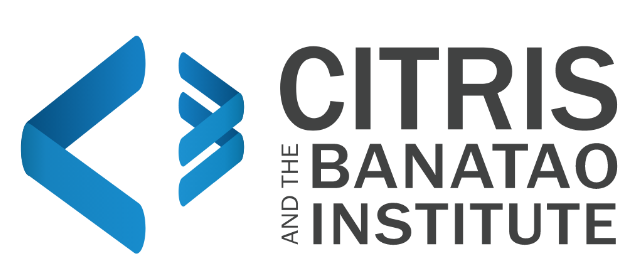 CITRIS
AND THE
BANATAO
INSTITUTE